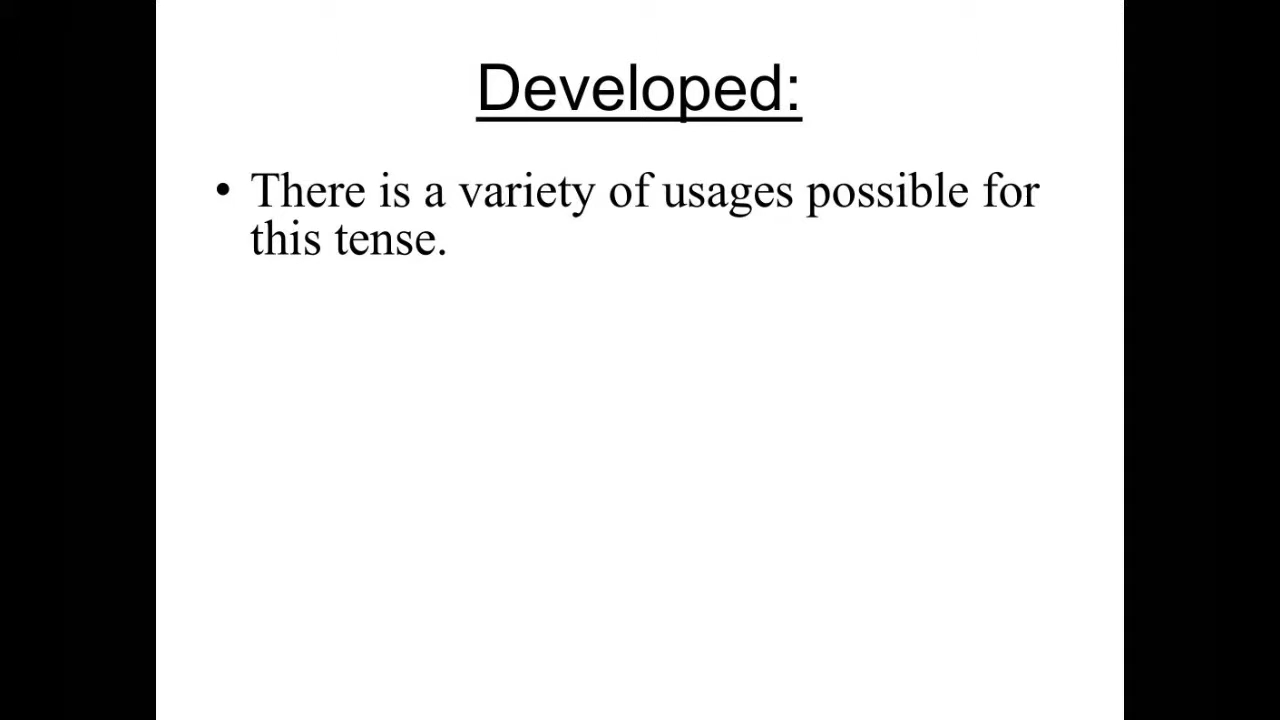 Developed:
• There is a variety of usages possible for
this tense.